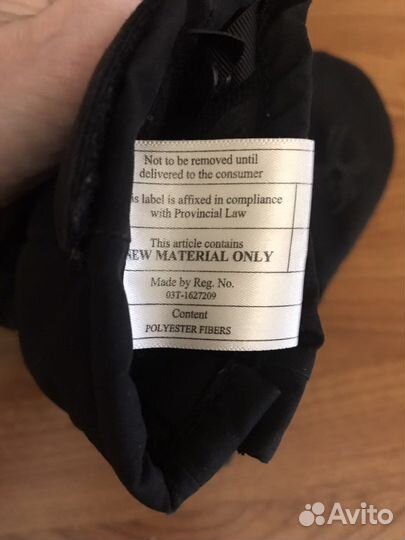 Not to be removed until
delivered to the consumer
is label is affixed in compliance
with Provincial Law
This article contains
NEW MATERIAL ONLY
Made by Reg. No.
03T-1627209
Content
POLYESTER FIBERS
Avito